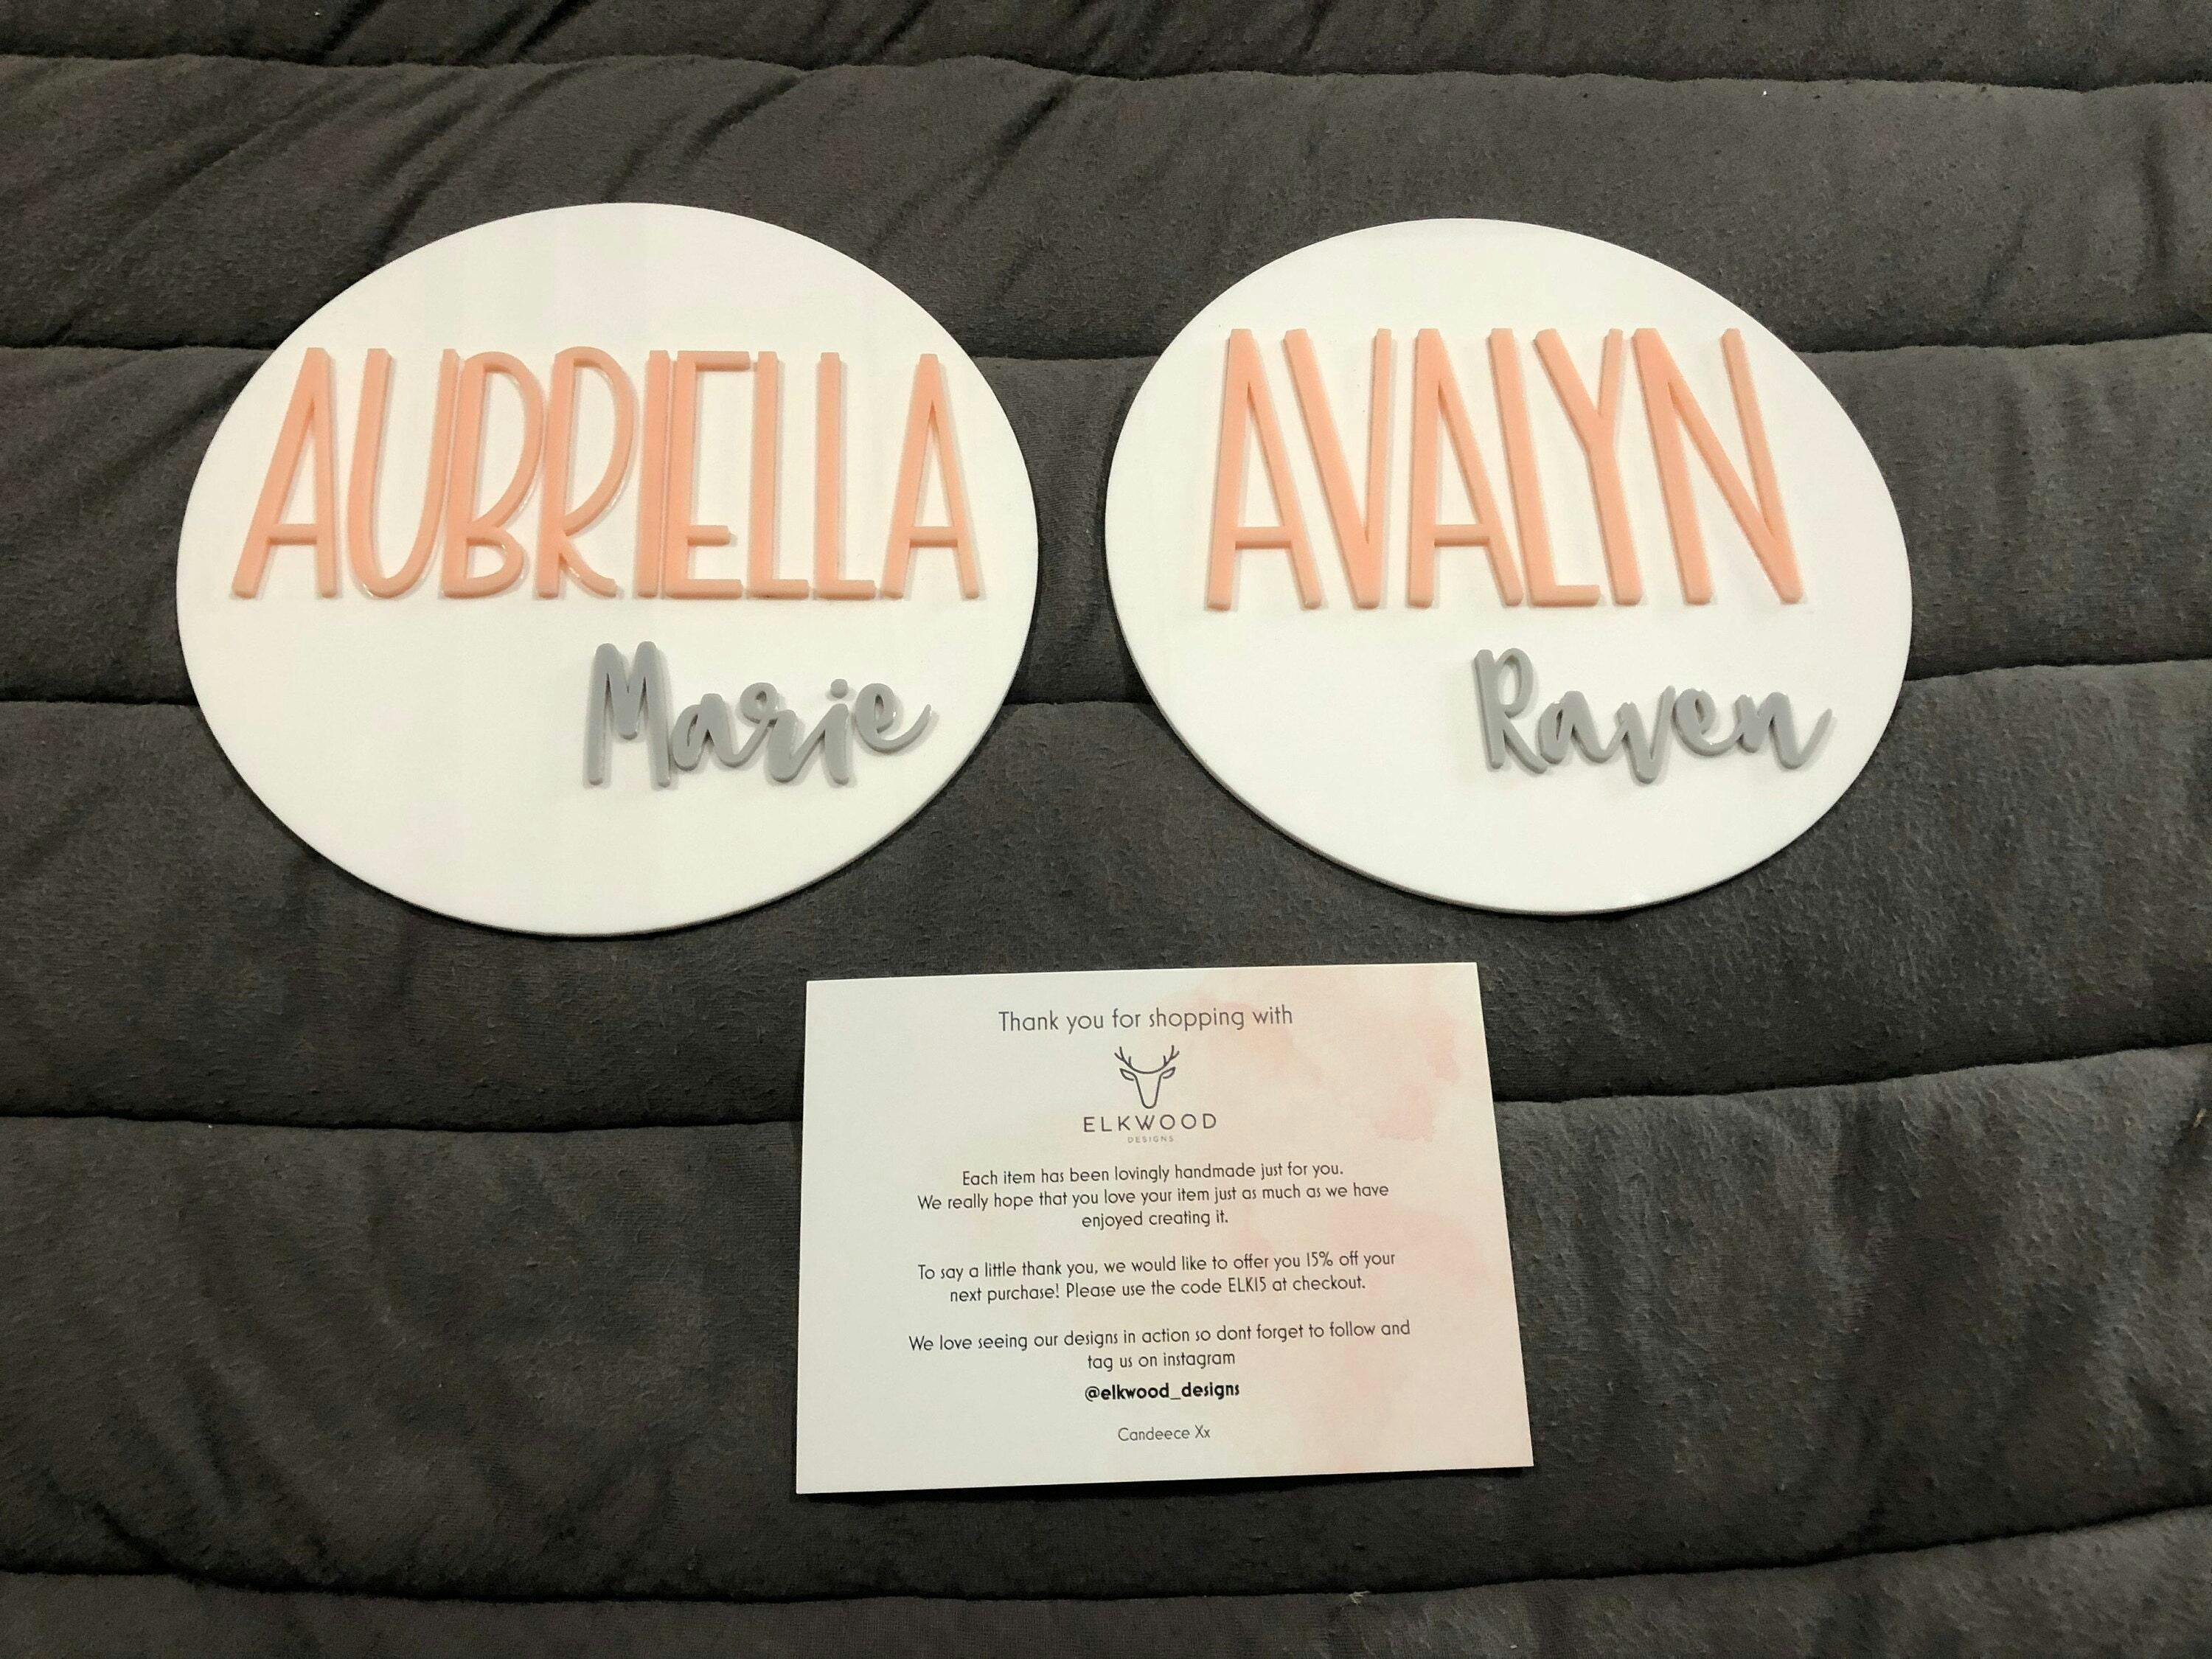 AUBRIELLA
Marie
AVALYN
Raven
Thank you for shopping with
ELKWOOD
DESIGNS
Each item has been lovingly handmade just for you.
We really hope that you love your item just as much as we have
enjoyed creating it.
To say a little thank you, we would like to offer you 15% off your
next purchase! Please use the code ELK15 at checkout.
We love seeing our designs in action so dont forget to follow and
tag us on instagram
@elkwood_designs
Candeece Xx